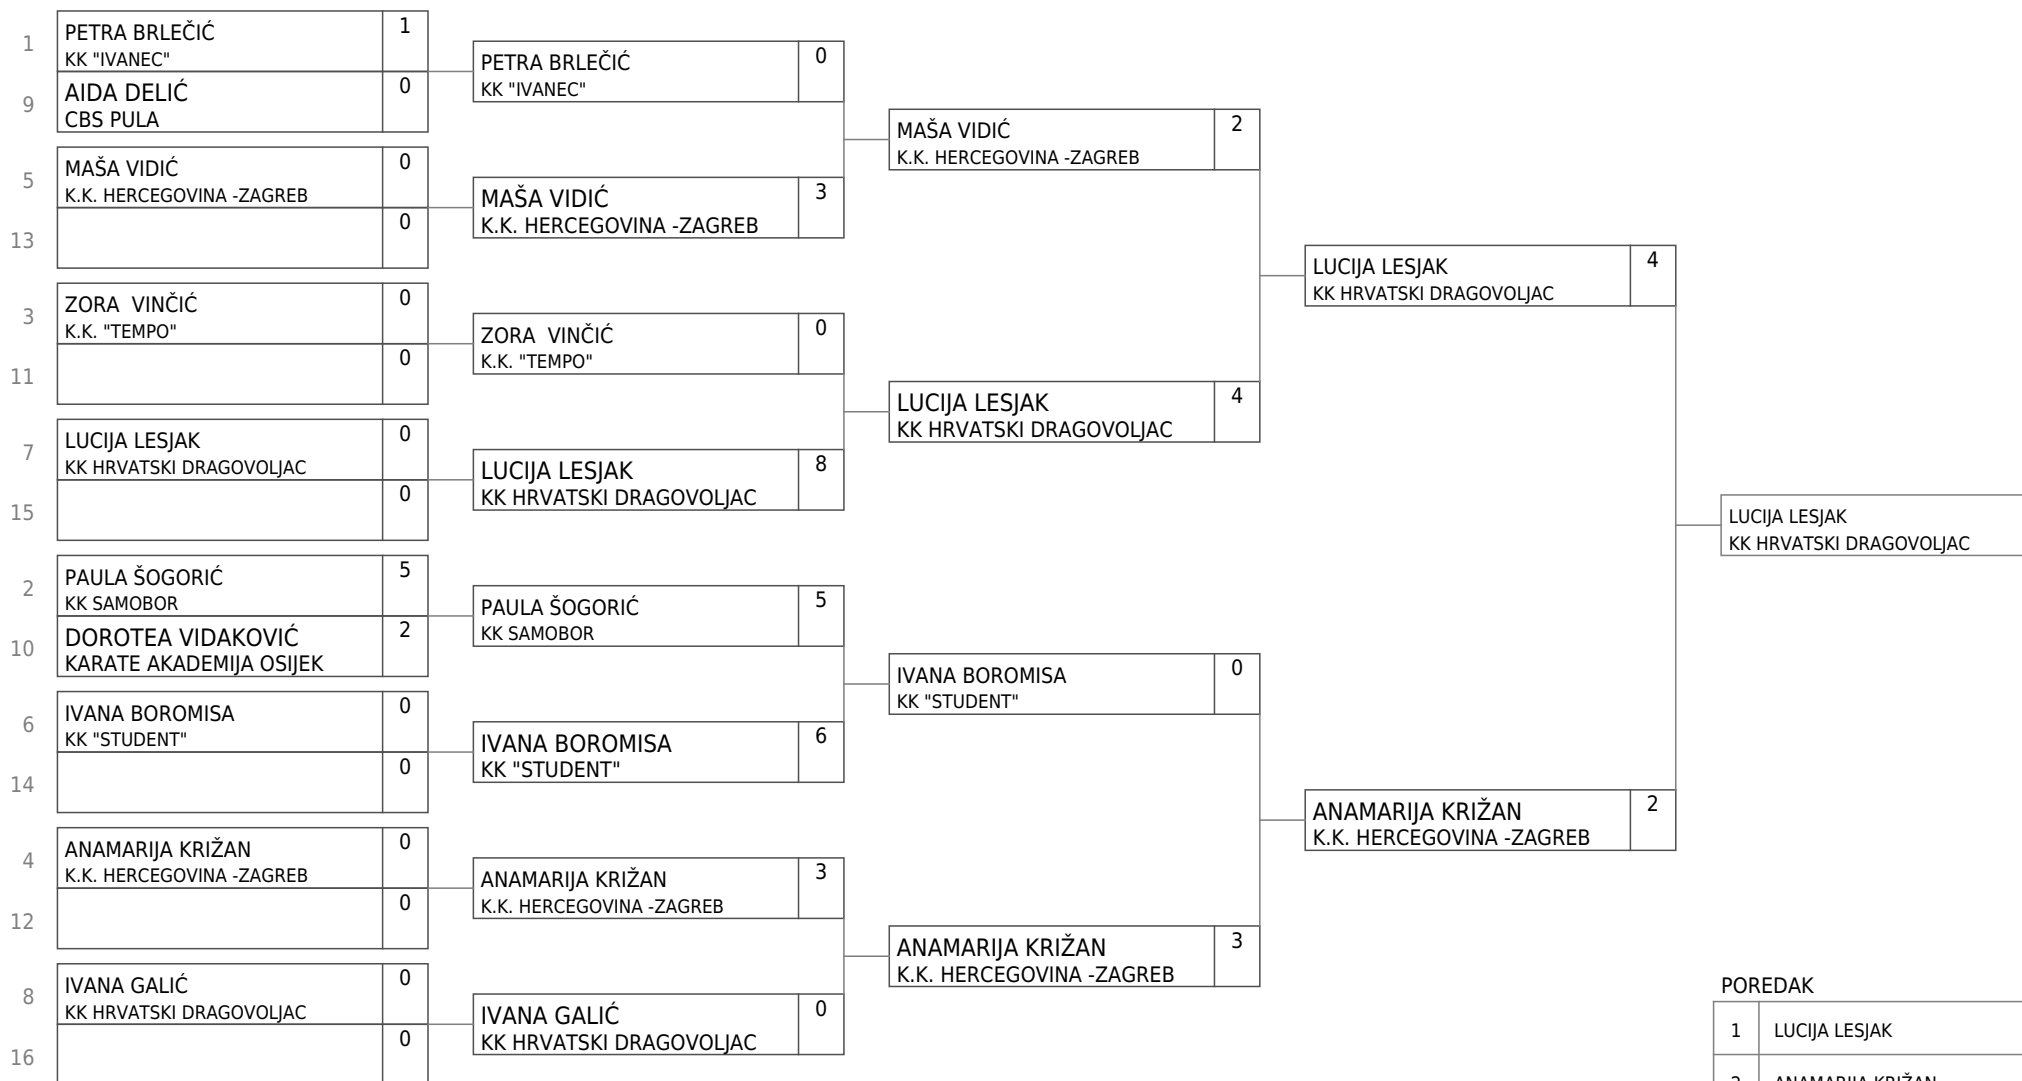 1
PETRA BRLEČIĆ
KK "IVANEC"
1
9
AIDA DELIĆ
CBS PULA
0
5
MAŠA VIDIĆ
K.K. HERCEGOVINA -ZAGREB
0
13
0
3
ZORA  VINČIĆ
K.K. "TEMPO"
0
11
0
7
LUCIJA LESJAK
KK HRVATSKI DRAGOVOLJAC
0
15
0
2
PAULA ŠOGORIĆ
KK SAMOBOR
5
10
DOROTEA VIDAKOVIĆ
KARATE AKADEMIJA OSIJEK
2
6
IVANA BOROMISA
KK "STUDENT"
0
14
0
4
ANAMARIJA KRIŽAN
K.K. HERCEGOVINA -ZAGREB
0
12
0
8
IVANA GALIĆ
KK HRVATSKI DRAGOVOLJAC
0
16
0
PETRA BRLEČIĆ
KK "IVANEC"
0
MAŠA VIDIĆ
K.K. HERCEGOVINA -ZAGREB
3
ZORA  VINČIĆ
K.K. "TEMPO"
0
LUCIJA LESJAK
KK HRVATSKI DRAGOVOLJAC
8
PAULA ŠOGORIĆ
KK SAMOBOR
5
IVANA BOROMISA
KK "STUDENT"
6
ANAMARIJA KRIŽAN
K.K. HERCEGOVINA -ZAGREB
3
IVANA GALIĆ
KK HRVATSKI DRAGOVOLJAC
0
MAŠA VIDIĆ
K.K. HERCEGOVINA -ZAGREB
2
LUCIJA LESJAK
KK HRVATSKI DRAGOVOLJAC
4
IVANA BOROMISA
KK "STUDENT"
0
ANAMARIJA KRIŽAN
K.K. HERCEGOVINA -ZAGREB
3
LUCIJA LESJAK
KK HRVATSKI DRAGOVOLJAC
4
ANAMARIJA KRIŽAN
K.K. HERCEGOVINA -ZAGREB
2
LUCIJA LESJAK
KK HRVATSKI DRAGOVOLJAC
POREDAK
1 LUCIJA LESJAK
2 ANAMARIJA KRIŽAN